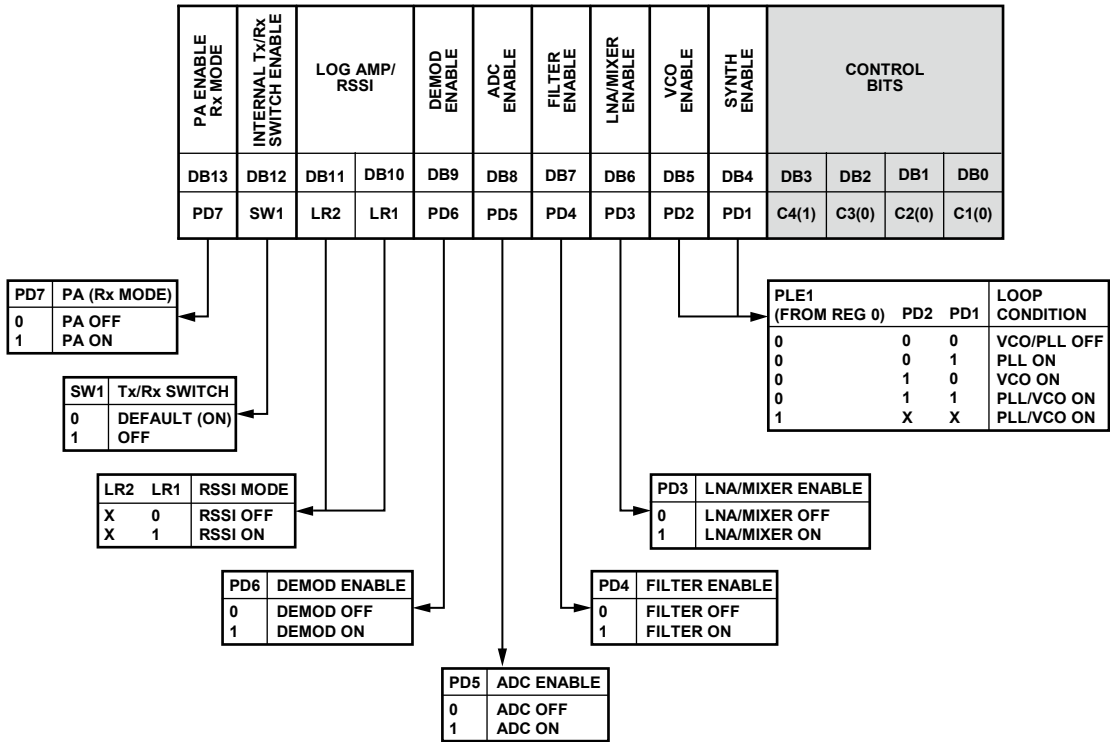 PA ENABLE
Rx MODE
INTERNAL Tx/Rx
SWITCH ENABLE
LOG AMP/
RSSI
DEMOD
ENABLE
ADC
ENABLE
FILTER
ENABLE
LNA/MIXER
ENABLE
VCO
ENABLE
SYNTH
ENABLE
CONTROL
BITS
DB13 DB12 DB11 DB10 DB9 DB8 DB7 DB6 DB5 DB4 DB3 DB2 DB1 DB0
PD7 SW1 LR2 LR1 PD6 PD5 PD4 PD3 PD2 PD1 C4(1) C3(0) C2(0) C1(0)
PD7 PA (Rx MODE)
0 PA OFF
1 PA ON
PLE1
(FROM REG 0) PD2 PD1 LOOP
CONDITION
0 0 0 VCO/PLL OFF
0 0 1 PLL ON
0 1 0 VCO ON
0 1 1 PLL/VCO ON
1 X X PLL/VCO ON
SW1 Tx/Rx SWITCH
0 DEFAULT (ON)
1 OFF
LR2 LR1 RSSI MODE
X 0 RSSI OFF
X 1 RSSI ON
PD3 LNA/MIXER ENABLE
0 LNA/MIXER OFF
1 LNA/MIXER ON
PD6 DEMOD ENABLE
0 DEMOD OFF
1 DEMOD ON
PD4 FILTER ENABLE
0 FILTER OFF
1 FILTER ON
PD5 ADC ENABLE
0 ADC OFF
1 ADC ON